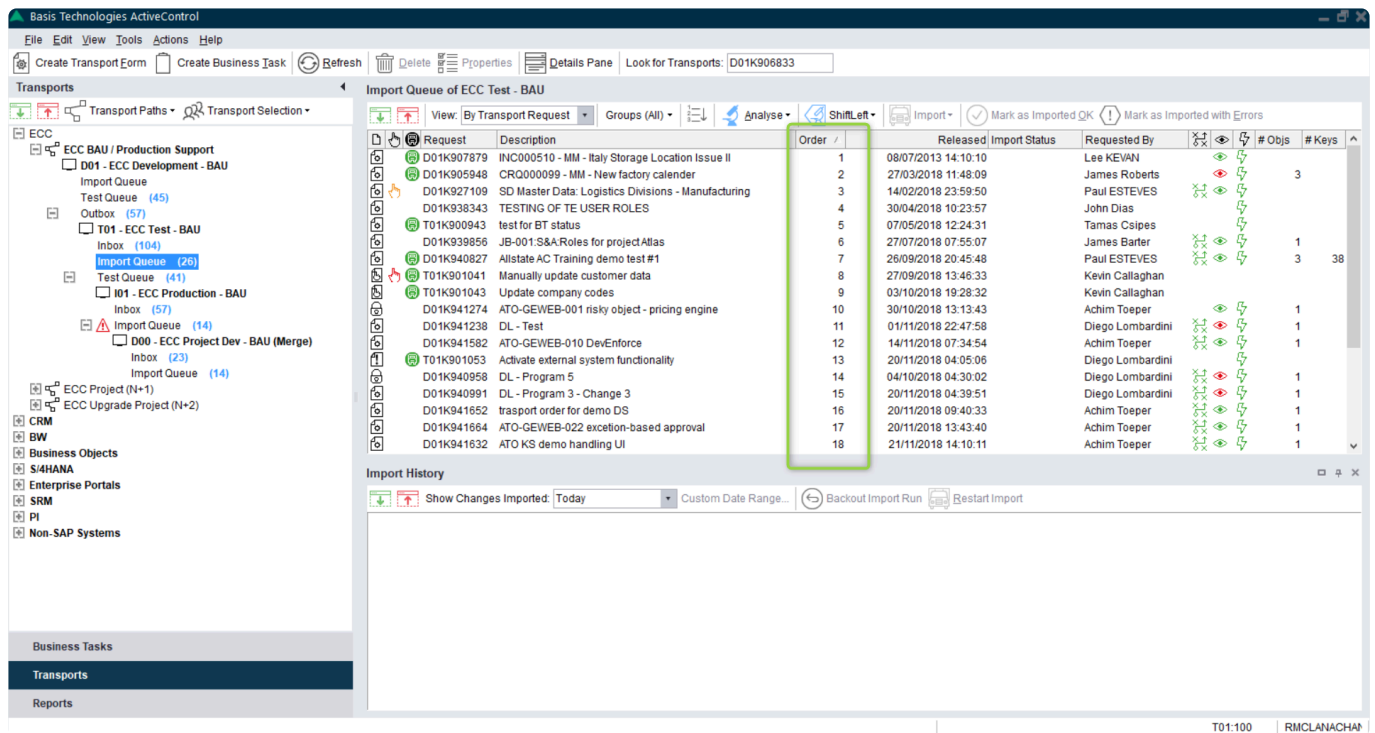 Basis Technologies ActiveControl
File Edit View Tools Actions Help
Create Transport Form Create Business Task Refresh Delete Properties Details Pane Look for Transports: D01K906833
Transports
Transport Paths Transport Selection
ECC
ECC BAU / Production Support
D01 - ECC Development - BAU
Import Queue
Test Queue (45)
Outbox (57)
T01 - ECC Test - BAU
Inbox (104)
Import Queue (26)
Test Queue (41)
I01 - ECC Production - BAU
Inbox (57)
Import Queue (14)
D00 - ECC Project Dev - BAU (Merge)
Inbox (23)
Import Queue (14)
ECC Project (N+1)
ECC Upgrade Project (N+2)
CRM
BW
Business Objects
S/4HANA
Enterprise Portals
SRM
PI
Non-SAP Systems
Business Tasks
Transports
Reports
Import Queue of ECC Test - BAU
View: By Transport Request Groups (All) Analyse ShiftLeft Import Mark as Imported OK Mark as Imported with Errors
Request Description Order Released Import Status Requested By # Objs # Keys
D01K907879 INC000510 - MM - Italy Storage Location Issue II 1 08/07/2013 14:10:10 Lee KEVAN
D01K905948 CRQ000099 - MM - New factory calender 2 27/03/2018 11:48:09 James Roberts 3
D01K927109 SD Master Data: Logistics Divisions - Manufacturing 3 14/02/2018 23:59:50 Paul ESTEVES
D01K938343 TESTING OF TE USER ROLES 4 30/04/2018 10:23:57 John Dias
T01K900943 test for BT status 5 07/05/2018 12:24:31 Tamas Csipes
D01K939856 JB-001:S&A:Roles for project Atlas 6 27/07/2018 07:55:07 James Barter 1
D01K940827 Allstate AC Training demo test #1 7 26/09/2018 20:45:48 Paul ESTEVES 3 38
T01K901041 Manually update customer data 8 27/09/2018 13:46:33 Kevin Callaghan
T01K901043 Update company codes 9 03/10/2018 19:28:32 Kevin Callaghan
D01K941274 ATO-GEWEB-001 risky object - pricing engine 10 30/10/2018 13:13:43 Achim Toeper 1
D01K941238 DL - Test 11 01/11/2018 22:47:58 Diego Lombardini 1
D01K941582 ATO-GEWEB-010 DevEnforce 12 14/11/2018 07:34:54 Achim Toeper 1
T01K901053 Activate external system functionality 13 20/11/2018 04:05:06 Diego Lombardini
D01K940958 DL - Program 5 14 04/10/2018 04:30:02 Diego Lombardini 1
D01K940991 DL - Program 3 - Change 3 15 20/11/2018 04:39:51 Diego Lombardini 1
D01K941652 trasport order for demo DS 16 20/11/2018 09:40:33 Achim Toeper 1
D01K941664 ATO-GEWEB-022 excetion-based approval 17 20/11/2018 13:43:40 Achim Toeper 1
D01K941632 ATO KS demo handling UI 18 21/11/2018 14:10:11 Achim Toeper 1
Import History
Show Changes Imported: Today Custom Date Range... Backout Import Run Restart Import
T01:100 RMCLANACHAN